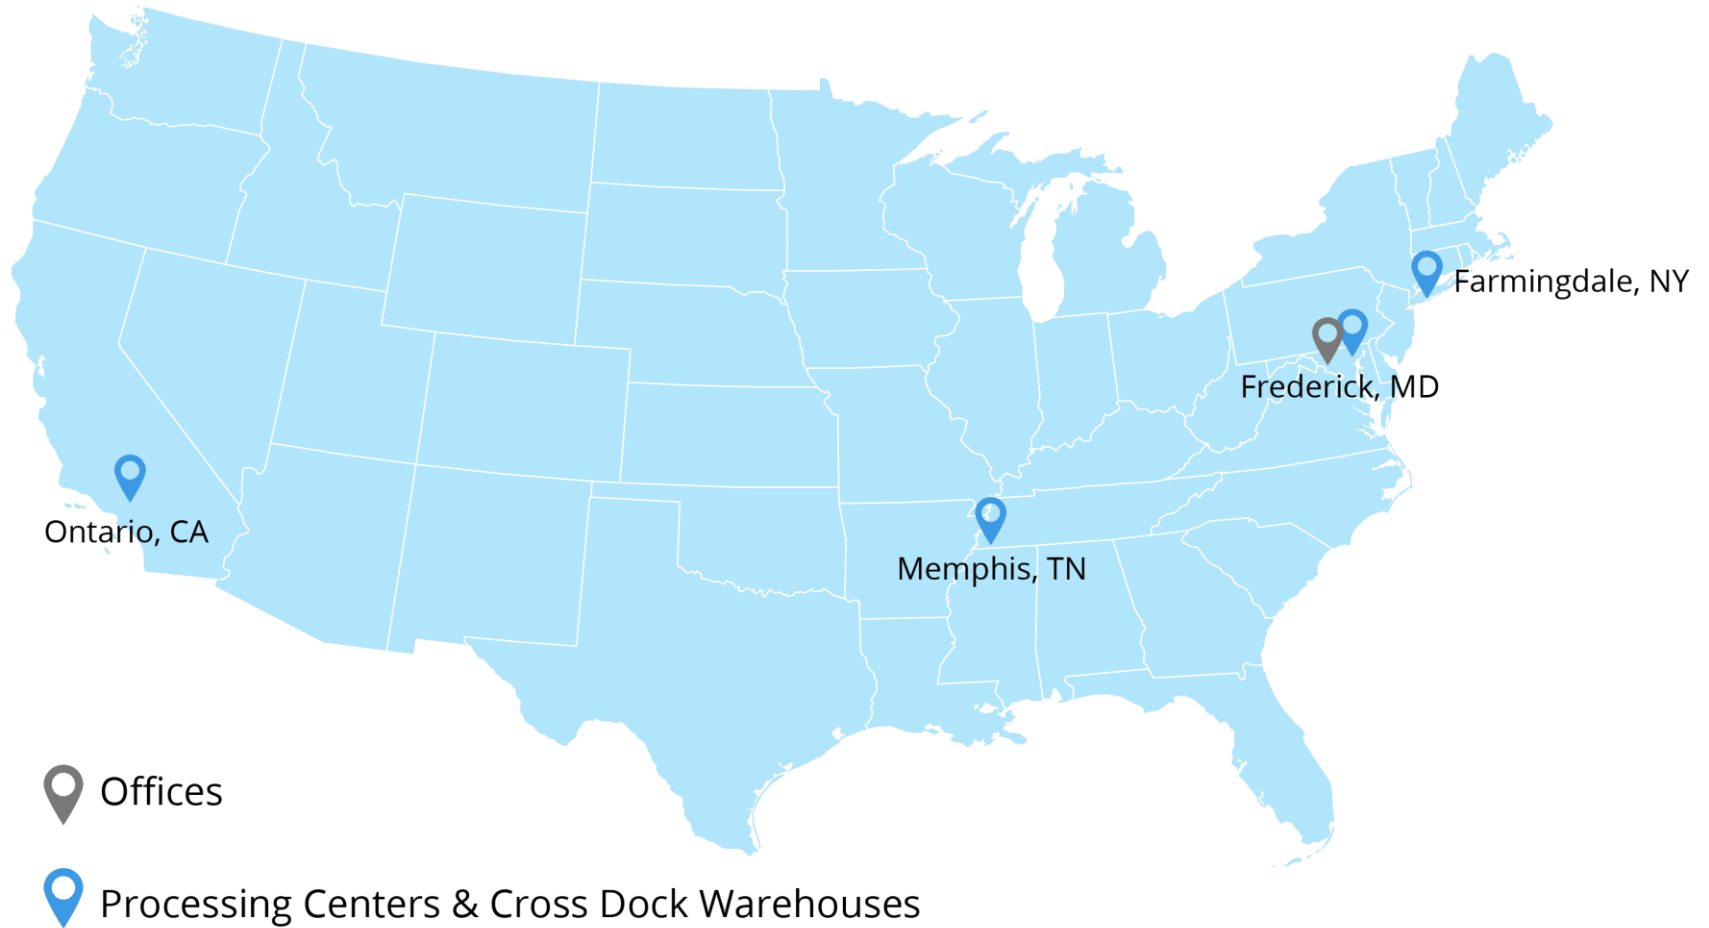 Farmingdale, NY
Frederick, MD
Ontario, CA
Memphis, TN
Offices
Processing Centers & Cross Dock Warehouses